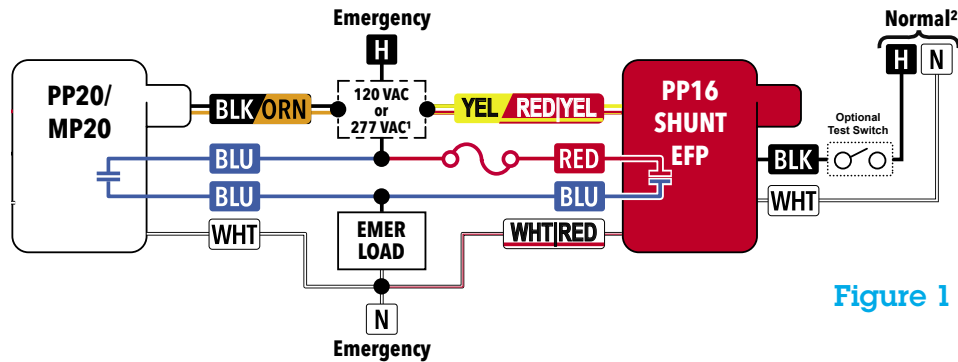 Emergency
H
Normal²
H N
PP20/
MP20
BLK/ORN
120 VAC
or
277 VAC¹
YEL / RED|YEL
PP16
SHUNT
EFP
Optional
Test Switch
BLU
RED
BLK
BLU
BLU
WHT
WHT
EMER
LOAD
WHT|RED
N
Emergency
Figure 1